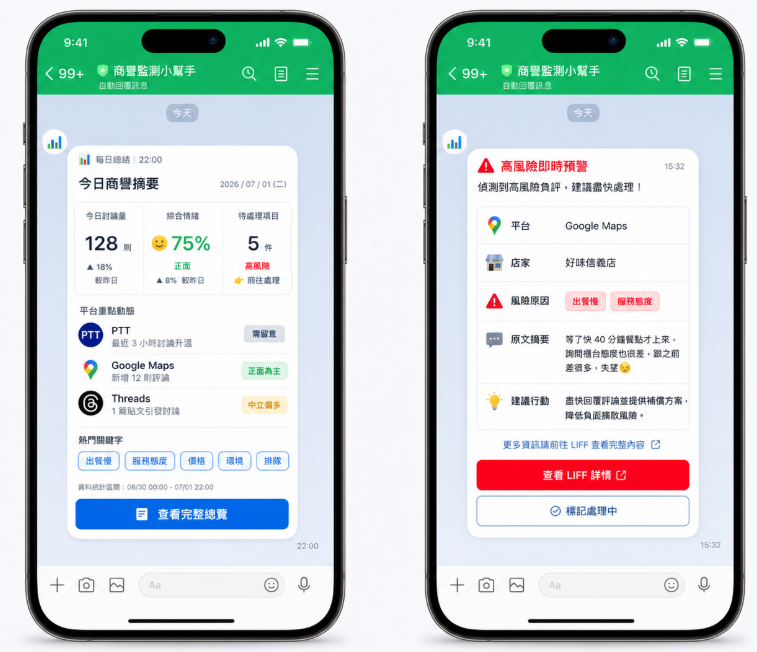 9:41
99+
商譽監測小幫手
自動回覆訊息
今天
每日總結 | 22:00
今日商譽摘要
2026 / 07 / 01 (二)
今日討論量
綜合情緒
待處理項目
128 則
75%
5 件
▲ 18%
正面
高風險
較昨日
▲ 8% 較昨日
👉 前往處理
平台重點動態
PTT
PTT
最近 3 小時討論升溫
需留意
Google Maps
新增 12 則評論
正面為主
Threads
1 篇貼文引發討論
中立偏多
熱門關鍵字
出餐慢
服務態度
價格
環境
排隊
資料統計區間：06/30 00:00 - 07/01 22:00
查看完整總覽
22:00
Aa
9:41
99+
商譽監測小幫手
自動回覆訊息
今天
高風險即時預警
15:32
偵測到高風險負評，建議盡快處理！
平台
Google Maps
店家
好味信義店
風險原因
出餐慢
服務態度
原文摘要
等了快 40 分鐘餐點才上來，
詢問櫃台態度也很差，跟之前
差很多，失望😥
建議行動
盡快回覆評論並提供補償方案，
降低負面擴散風險。
更多資訊請前往 LIFF 查看完整內容
查看 LIFF 詳情
標記處理中
15:32
Aa